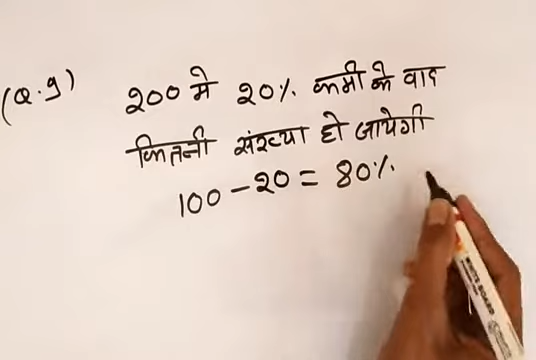 (Q.9) 200 मे 20% कमी के वाद
कितनी संख्या हो जायेगी
100 - 20 = 80%